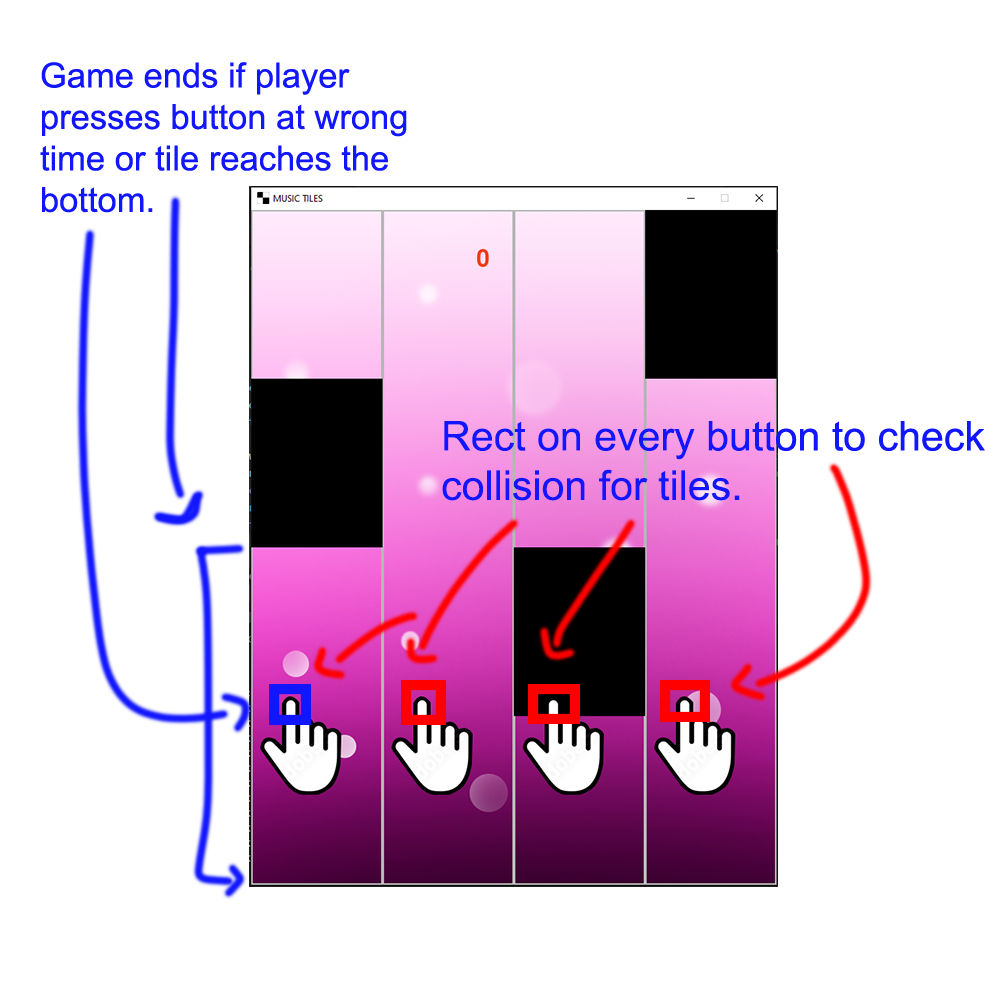 Game ends if player
presses button at wrong
time or tile reaches the
bottom.
MUSIC TILES
0
Rect on every button to check
collision for tiles.